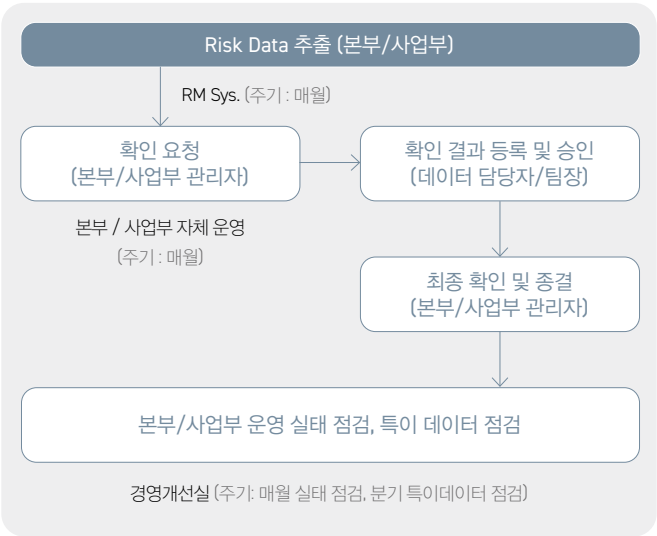 Risk Data 추출 (본부/사업부)
RM Sys. (주기 : 매월)
확인 요청
(본부/사업부 관리자)
확인 결과 등록 및 승인
(데이터 담당자/팀장)
본부 / 사업부 자체 운영
(주기 : 매월)
최종 확인 및 종결
(본부/사업부 관리자)
본부/사업부 운영 실태 점검, 특이 데이터 점검
경영개선실 (주기: 매월 실태 점검, 분기 특이데이터 점검)